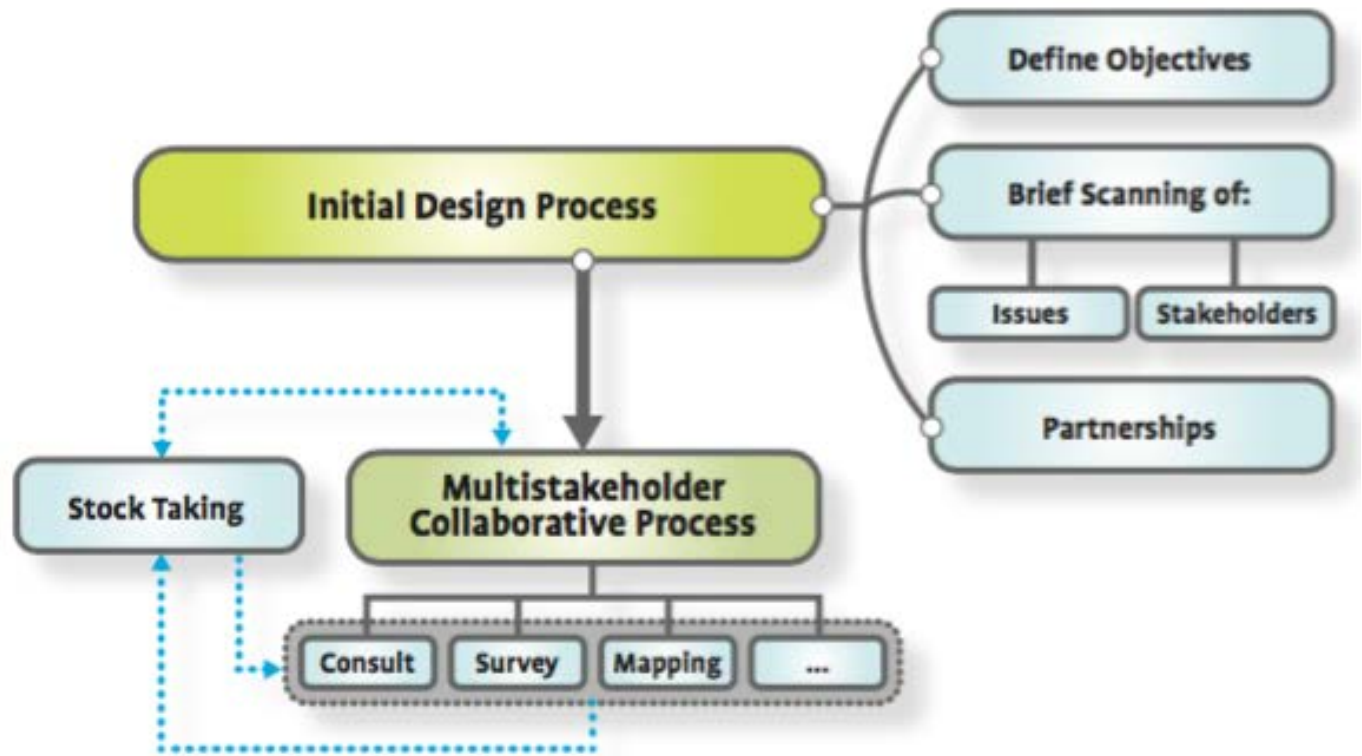 Define Objectives
Initial Design Process
Brief Scanning of:
Issues
Stakeholders
Partnerships
Stock Taking
Multistakeholder
Collaborative Process
Consult
Survey
Mapping
...